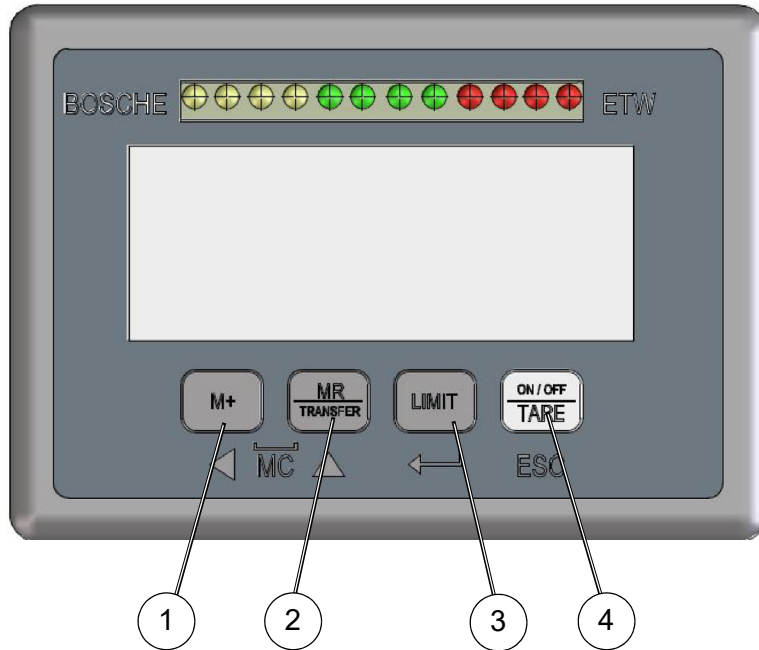 BOSCHE ETW
M+ MR LIMIT ON / OFF
TRANSFER TARE
MC ESC
1 2 3 4